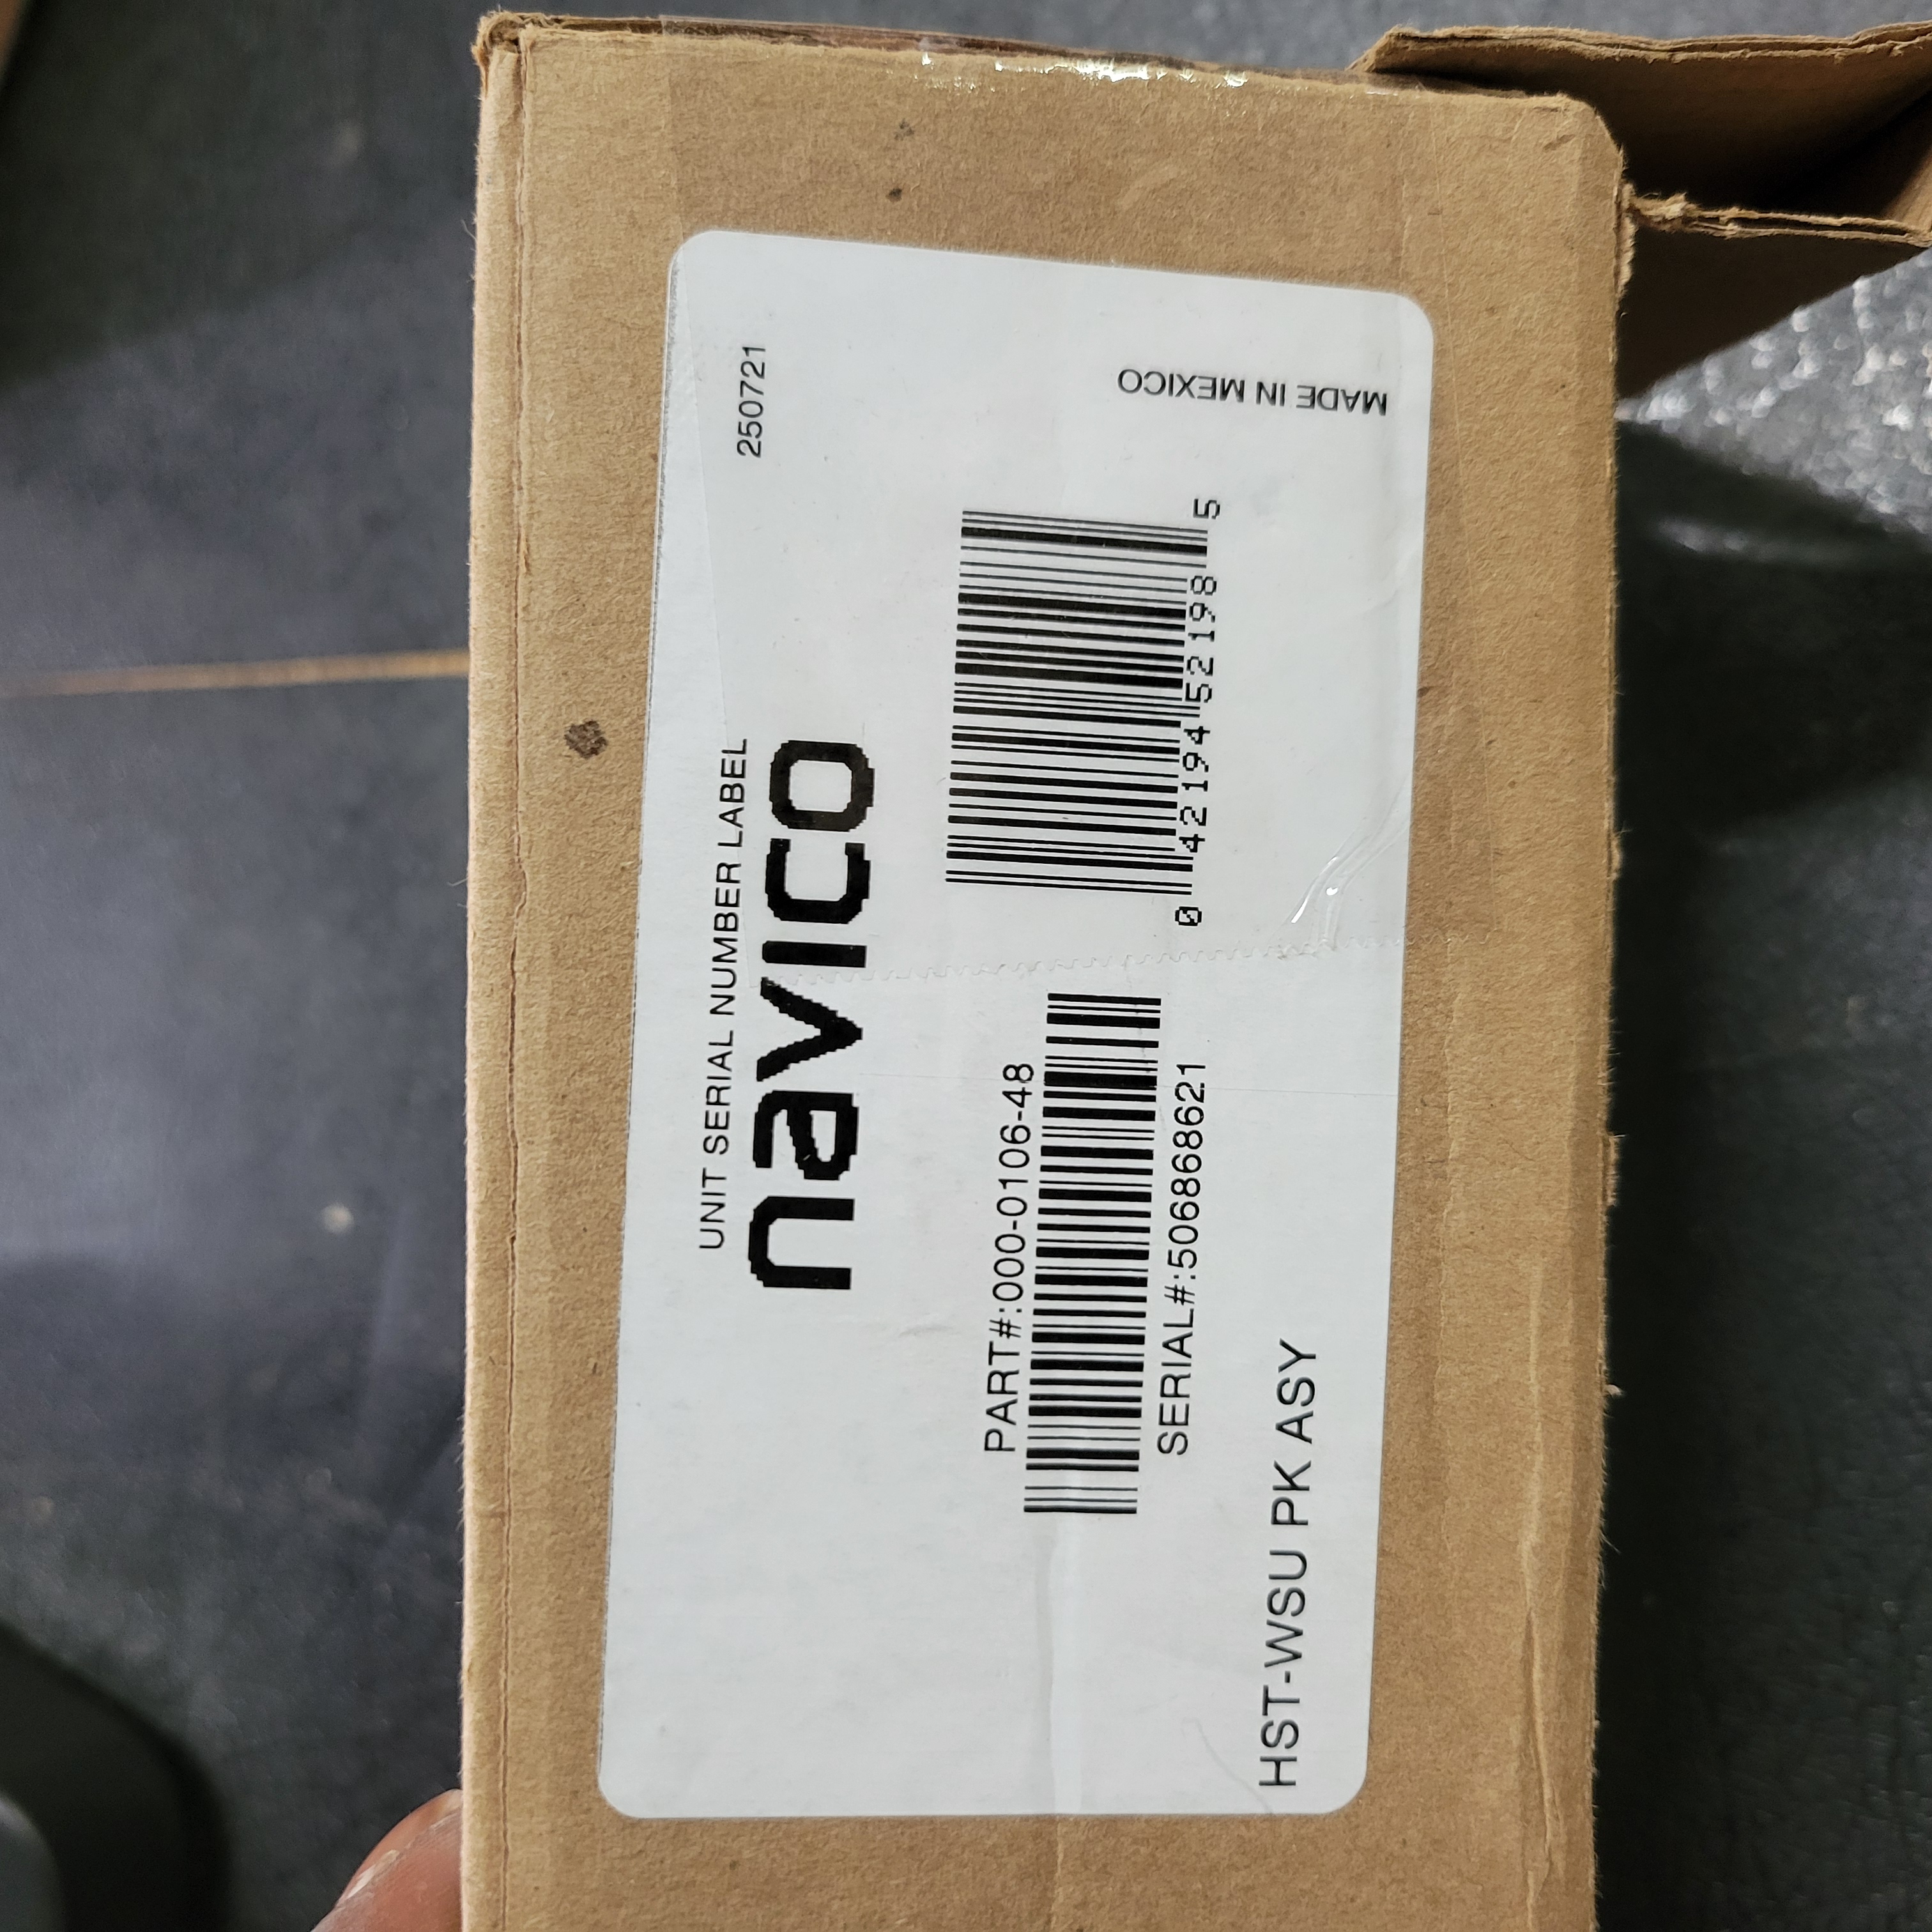 UNIT SERIAL NUMBER LABEL
250721
navico
PART#:000-0106-48
SERIAL#:506868621
0 42194 52198 5
HST-WSU PK ASY
MADE IN MEXICO